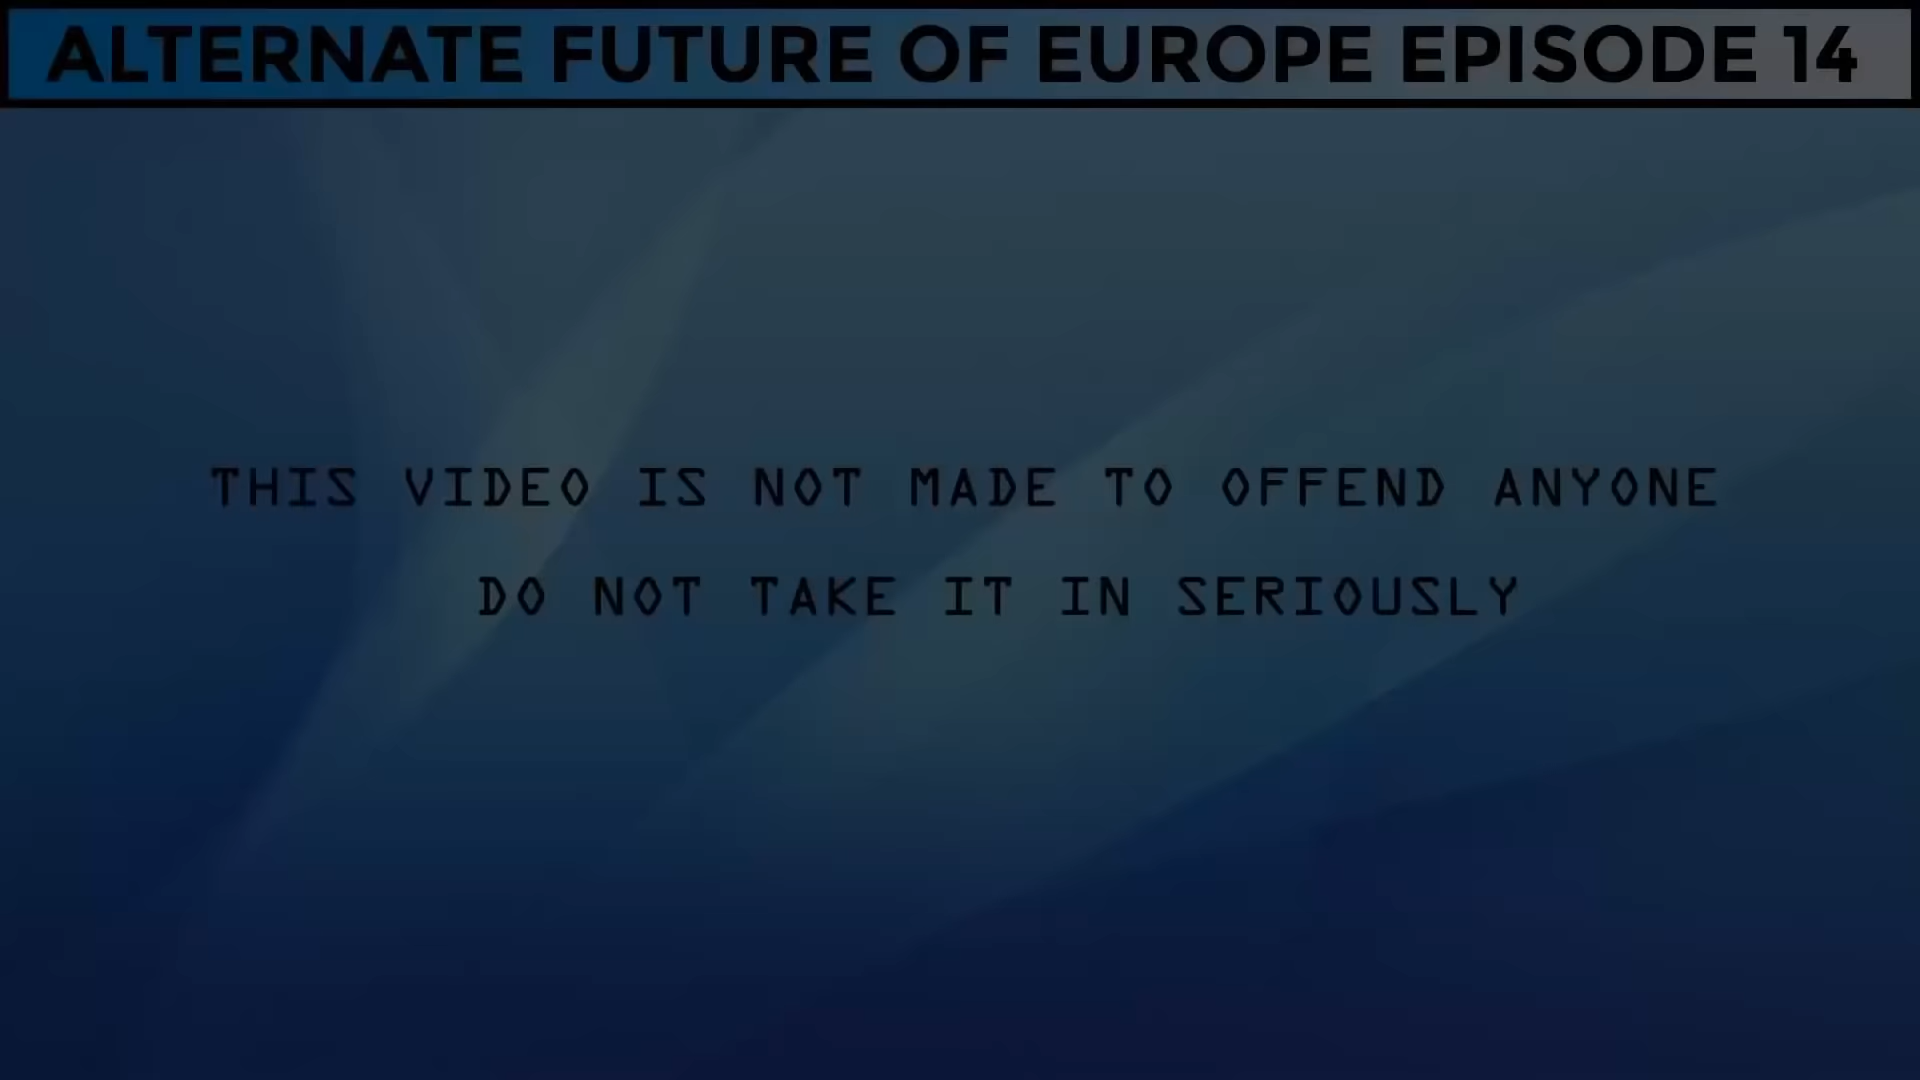 ALTERNATE FUTURE OF EUROPE EPISODE 14
THIS VIDEO IS NOT MADE TO OFFEND ANYONE
DO NOT TAKE IT IN SERIOUSLY